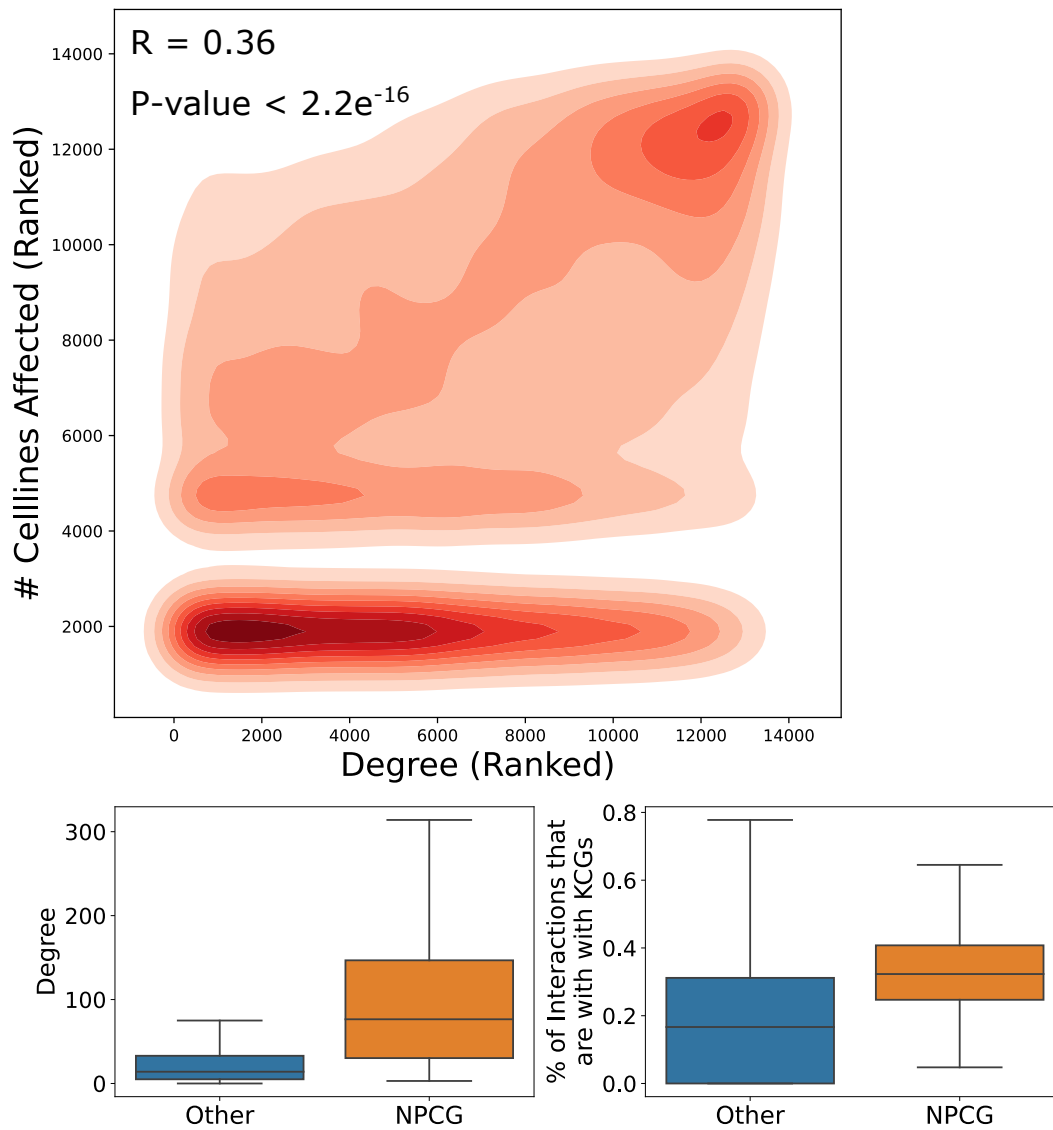 R = 0.36
P-value < 2.2e-16
14000
12000
10000
8000
6000
4000
2000
# Celllines Affected (Ranked)
0 2000 4000 6000 8000 10000 12000 14000
Degree (Ranked)
300
200
100
0
Degree
Other NPCG
0.8
0.6
0.4
0.2
0.0
% of Interactions that
are with with KCGs
Other NPCG